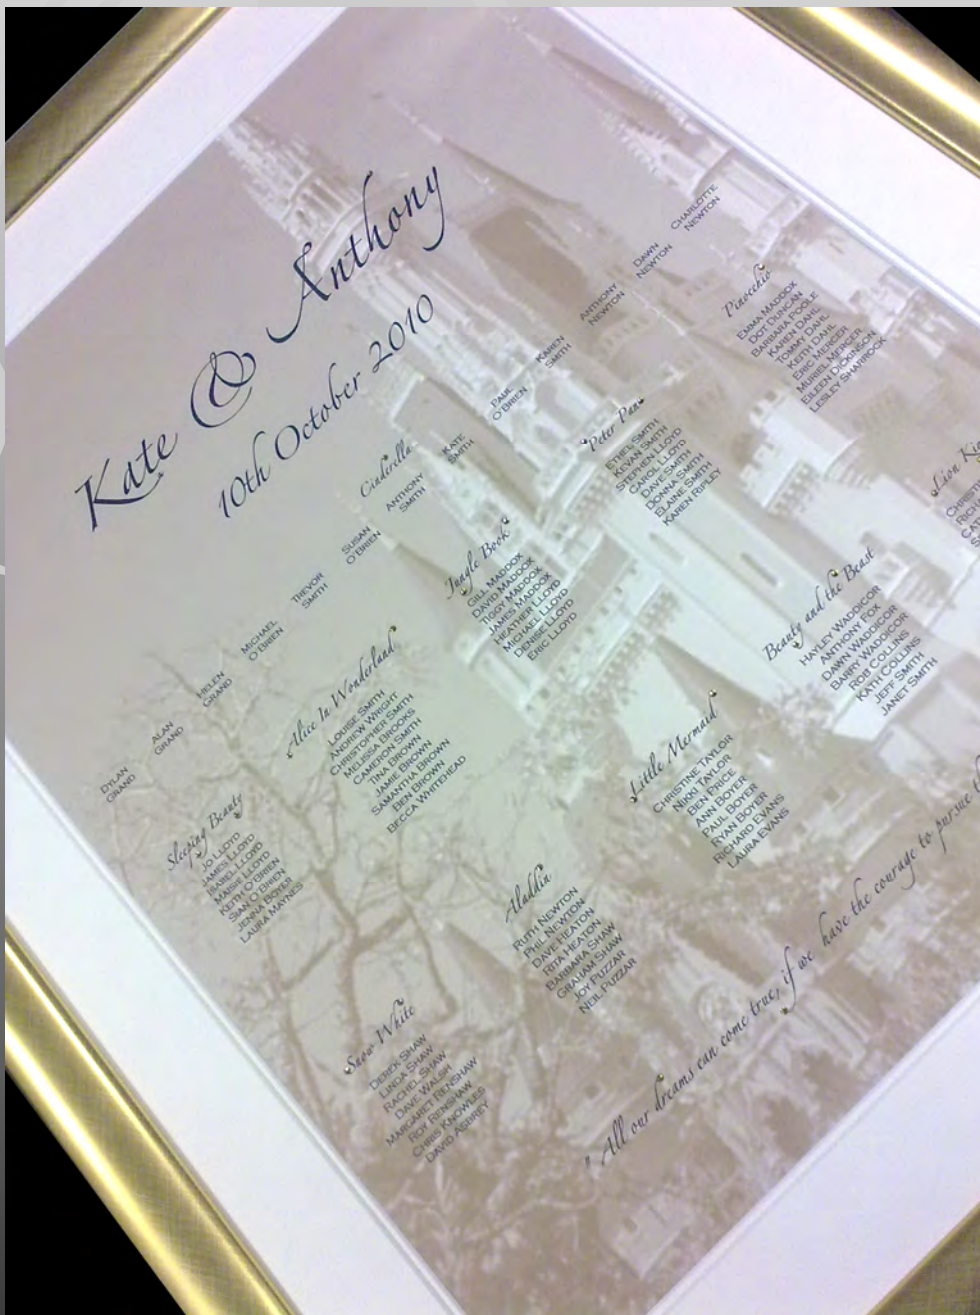 Kate & Anthony
10th October 2010
Cinderella
DYLAN
GRAND
ALAN
GRAND
HELEN
GRAND
MICHAEL
O'BRIEN
TREVOR
SMITH
SUSAN
O'BRIEN
ANTHONY
SMITH
KATE
SMITH
PAUL
O'BRIEN
KAREN
SMITH
ANTHONY
NEWTON
DAWN
NEWTON
CHARLOTTE
NEWTON
Sleeping Beauty
JO LLOYD
JAMES LLOYD
ISABEL LLOYD
MAISIE LLOYD
KEITH O'BRIEN
SIAN O'BRIEN
JENNA BOYER
LAURA MAYNES
Alice In Wonderland
LOUISE SMITH
ANDREW WRIGHT
CHRISTOPHER SMITH
MELISSA BROOKS
CAMERON SMITH
TINA BROWN
JAMIE BROWN
SAMANTHA BROWN
BEN BROWN
BECCA WHITEHEAD
Jungle Book
GILL MADDOX
DAVID MADDOX
TIGGY MADDOX
JAMES MADDOX
HEATHER LLOYD
MICHAEL LLOYD
DENISE LLOYD
ERIC LLOYD
Peter Pan
ETHEL SMITH
KEVAN SMITH
STEPHEN LLOYD
CAROL LLOYD
DAVE SMITH
DONNA SMITH
ELAINE SMITH
KAREN RIPLEY
Pinocchio
EMMA MADDOX
DOT DUNCAN
BARBARA POOLE
KAREN DAHL
TOMMY DAHL
KEITH DAHL
ERIC MERCER
MURIEL MERCER
EILEEN DICKINSON
LESLEY SHARROCK
Snow White
DEREK SHAW
LINDA SHAW
RACHEL SHAW
DAVE WALSH
MARGARET RENSHAW
ROY RENSHAW
CHRIS KNOWLES
DAVID ASHREY
Aladdin
RUTH NEWTON
PHIL NEWTON
DAVE HEATON
RITA HEATON
BARBARA SHAW
GRAHAM SHAW
JOY PUZZAR
NEIL PUZZAR
Little Mermaid
CHRISTINE TAYLOR
NIKKI TAYLOR
BEN PRICE
ANN BOYER
PAUL BOYER
RYAN BOYER
RICHARD EVANS
LAURA EVANS
Beauty and the Beast
HAYLEY WADDICOR
ANTHONY FOX
DAWN WADDICOR
BARRY WADDICOR
ROB COLLINS
KATH COLLINS
JEFF SMITH
JANET SMITH
Lion Ki
CHRISTI
RICH
CA
S
"All our dreams can come true, if we have the courage to pursue t